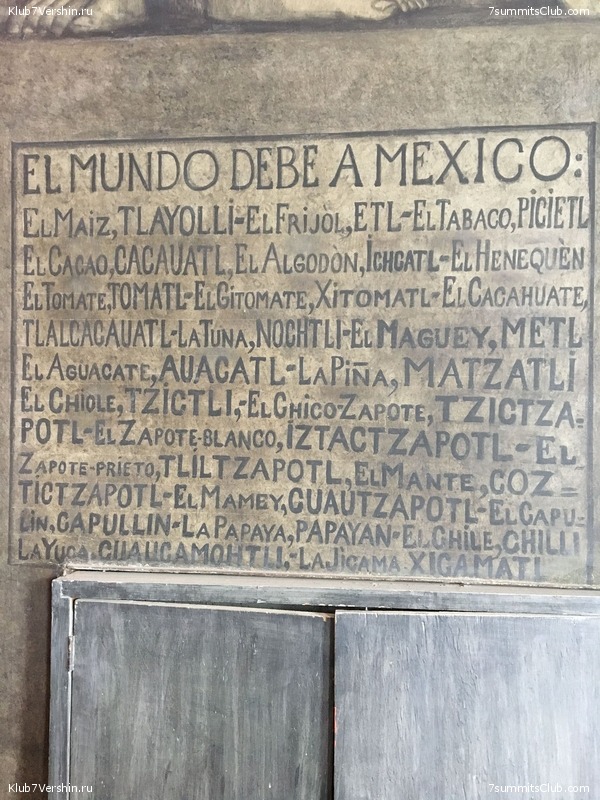 Klub7Vershin.ru
7summitsClub.com
EL MUNDO DEBE A MEXICO:
EL MAIZ, TLAYOLLI-EL FRIJÒL, ETL-EL TABACO, PICIETL
EL CACAO, CACAUATL, EL ALGODÒN, ICHCATL-EL HENEQUÈN
EL TOMATE, TOMATL-EL GITOMATE, XITOMATL-EL CACAHUATE,
TLALCACAUATL-LA TUNA, NOCHTLI-EL MAGUEY, METL
EL AGUACATE, AUACATL-LA PIÑA, MATZATLI
EL CHICLE, TZICTLI,-EL CHICO ZAPOTE, TZICTZA=
POTL-EL ZAPOTE-BLANCO, IZTACTZAPOTL-EL
ZAPOTE-PRIETO, TLILTZAPOTL, EL MANTE, COZ=
TICTZAPOTL-EL MAMEY, CUAUTZAPOTL-EL CAPU-
LIN, CAPULLIN-LA PAPAYA, PAPAYAN-EL CHILE, CHILLI
LA YUCA, CUAUCAMOHTLI,-LA JICAMA, XICAMATL
Klub7Vershin.ru
7summitsClub.com